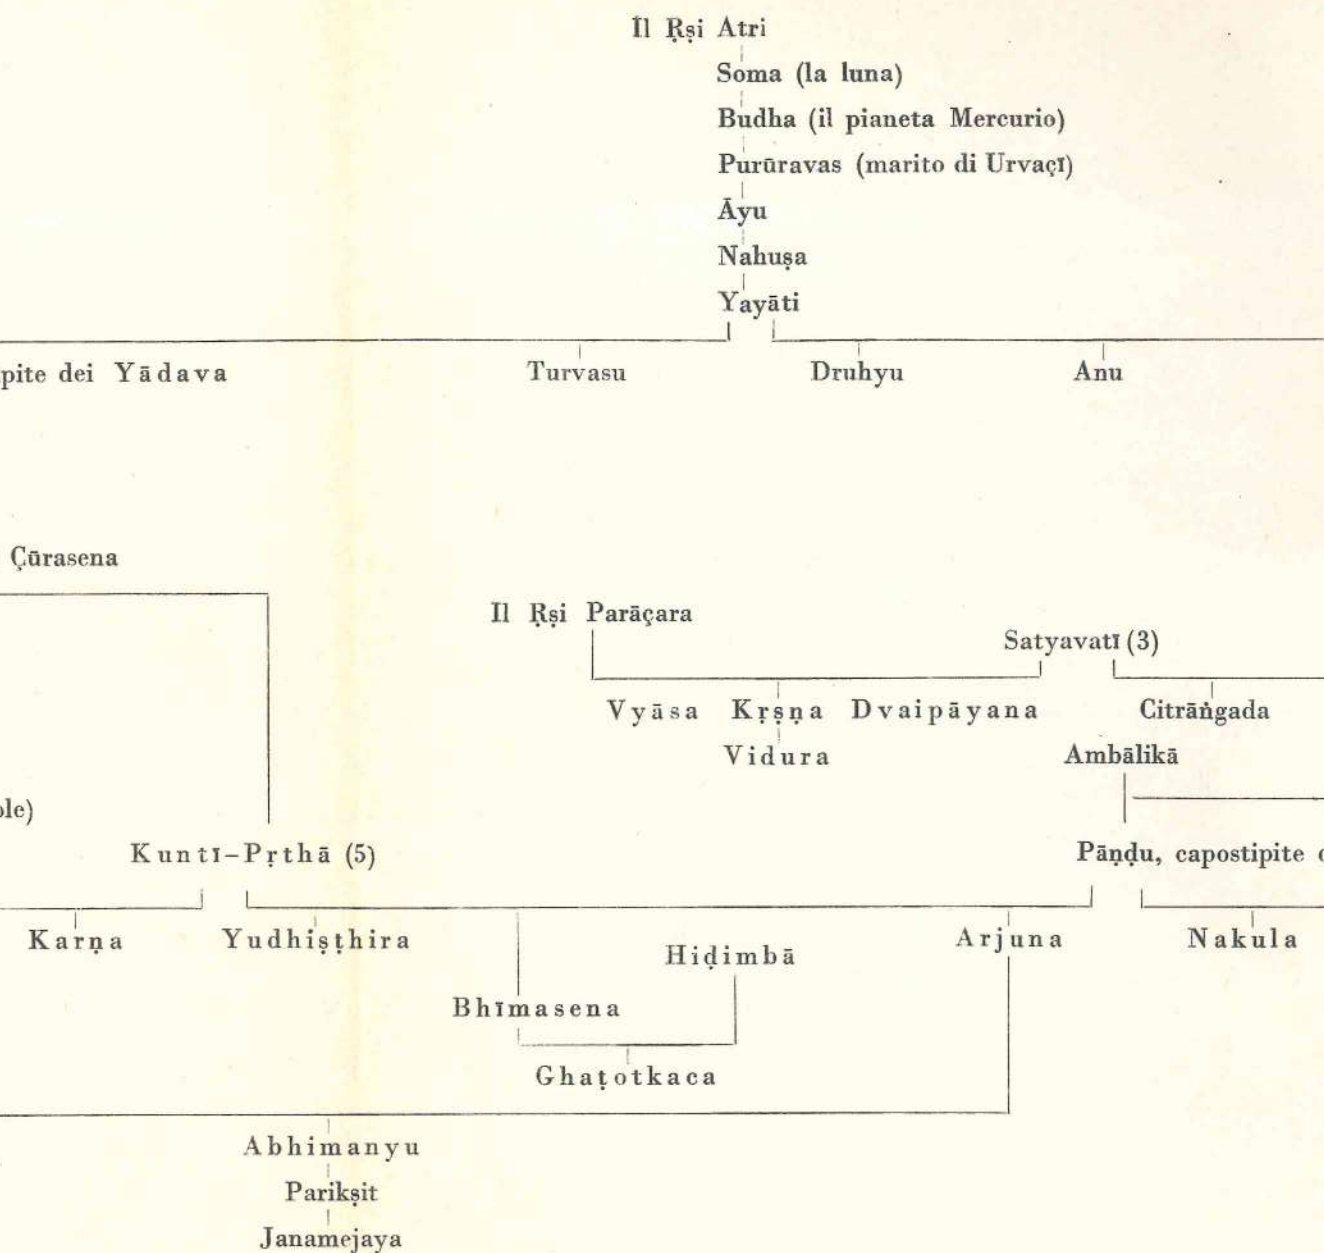 Il Ṛṣi Atri
Soma (la luna)
Budha (il pianeta Mercurio)
Purūravas (marito di Urvaçī)
Āyu
Nahuṣa
Yayāti
pite dei Yādava Turvasu Druhyu Anu
Çūrasena
Il Ṛṣi Parāçara
Satyavatī (3)
Vyāsa Kṛṣṇa Dvaipāyana Citrāṅgada
Vidura Ambālikā
ole)
Kuntī–Pṛthā (5) Pāṇḍu, capostipite
Karṇa Yudhiṣṭhira Arjuna Nakula
Hiḍimbā
Bhīmasena
Ghaṭotkaca
Abhimanyu
Parikṣit
Janamejaya